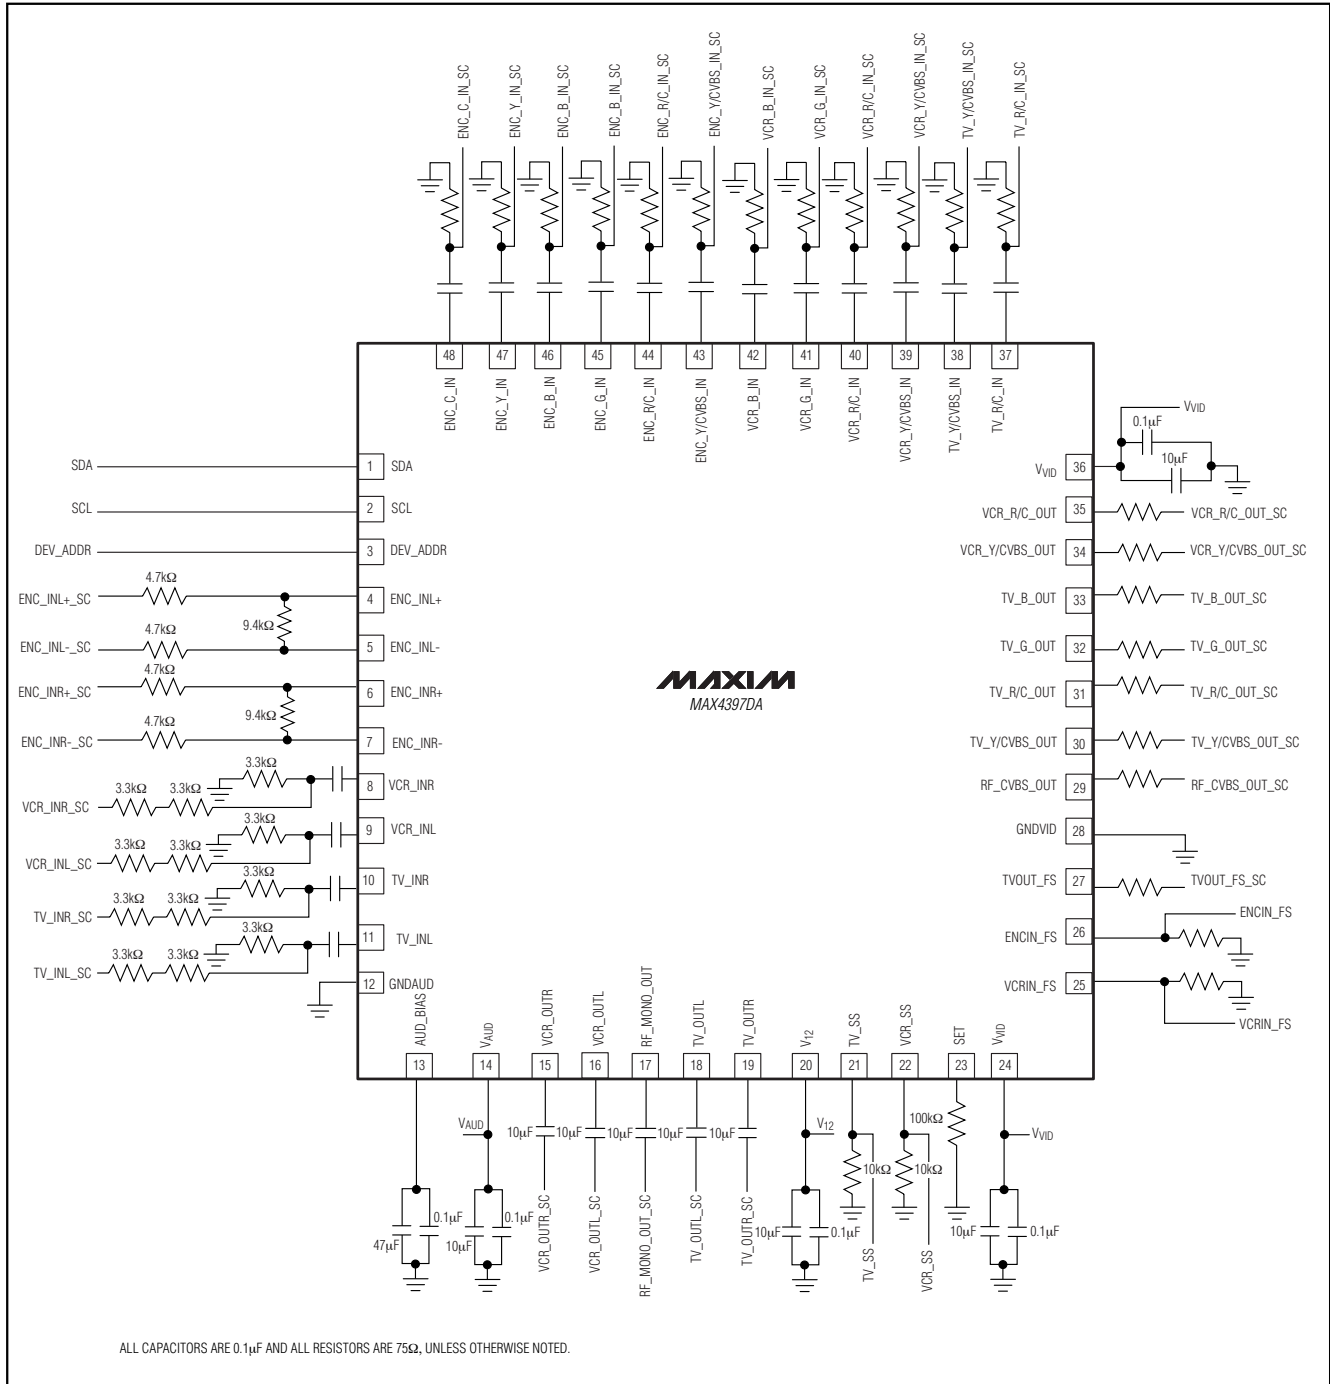 ENC_C_IN_SC
ENC_Y_IN_SC
ENC_B_IN_SC
ENC_B_IN_SC
ENC_R/C_IN_SC
ENC_Y/CVBS_IN_SC
VCR_B_IN_SC
VCR_G_IN_SC
VCR_R/C_IN_SC
VCR_Y/CVBS_IN_SC
TV_Y/CVBS_IN_SC
TV_R/C_IN_SC
48
47
46
45
44
43
42
41
40
39
38
37
ENC_C_IN
ENC_Y_IN
ENC_B_IN
ENC_G_IN
ENC_R/C_IN
ENC_Y/CVBS_IN
VCR_B_IN
VCR_G_IN
VCR_R/C_IN
VCR_Y/CVBS_IN
TV_Y/CVBS_IN
TV_R/C_IN
SDA
1 SDA
SCL
2 SCL
DEV_ADDR
3 DEV_ADDR
ENC_INL+_SC
4.7kΩ
4 ENC_INL+
9.4kΩ
ENC_INL-_SC
4.7kΩ
5 ENC_INL-
ENC_INR+_SC
4.7kΩ
6 ENC_INR+
9.4kΩ
ENC_INR-_SC
4.7kΩ
7 ENC_INR-
3.3kΩ
8 VCR_INR
VCR_INR_SC
3.3kΩ
3.3kΩ
3.3kΩ
9 VCR_INL
VCR_INL_SC
3.3kΩ
3.3kΩ
3.3kΩ
10 TV_INR
TV_INR_SC
3.3kΩ
3.3kΩ
3.3kΩ
11 TV_INL
TV_INL_SC
3.3kΩ
3.3kΩ
12 GNDAUD
MAXIM
MAX4397DA
VVID
0.1µF
10µF
VVID 36
VCR_R/C_OUT 35 VCR_R/C_OUT_SC
VCR_Y/CVBS_OUT 34 VCR_Y/CVBS_OUT_SC
TV_B_OUT 33 TV_B_OUT_SC
TV_G_OUT 32 TV_G_OUT_SC
TV_R/C_OUT 31 TV_R/C_OUT_SC
TV_Y/CVBS_OUT 30 TV_Y/CVBS_OUT_SC
RF_CVBS_OUT 29 RF_CVBS_OUT_SC
GNDVID 28
TVOUT_FS 27 TVOUT_FS_SC
ENCIN_FS
ENCIN_FS 26
VCRIN_FS 25
VCRIN_FS
AUD_BIAS
VAUD
VCR_OUTR
VCR_OUTL
RF_MONO_OUT
TV_OUTL
TV_OUTR
V12
TV_SS
VCR_SS
SET
VVID
13
14
15
16
17
18
19
20
21
22
23
24
VAUD
10µF
10µF
10µF
10µF
10µF
V12
100kΩ
VVID
10kΩ
10kΩ
47µF
0.1µF
10µF
0.1µF
VCR_OUTR_SC
VCR_OUTL_SC
RF_MONO_OUT_SC
TV_OUTL_SC
TV_OUTR_SC
10µF
0.1µF
TV_SS
VCR_SS
10µF
0.1µF
ALL CAPACITORS ARE 0.1µF AND ALL RESISTORS ARE 75Ω, UNLESS OTHERWISE NOTED.